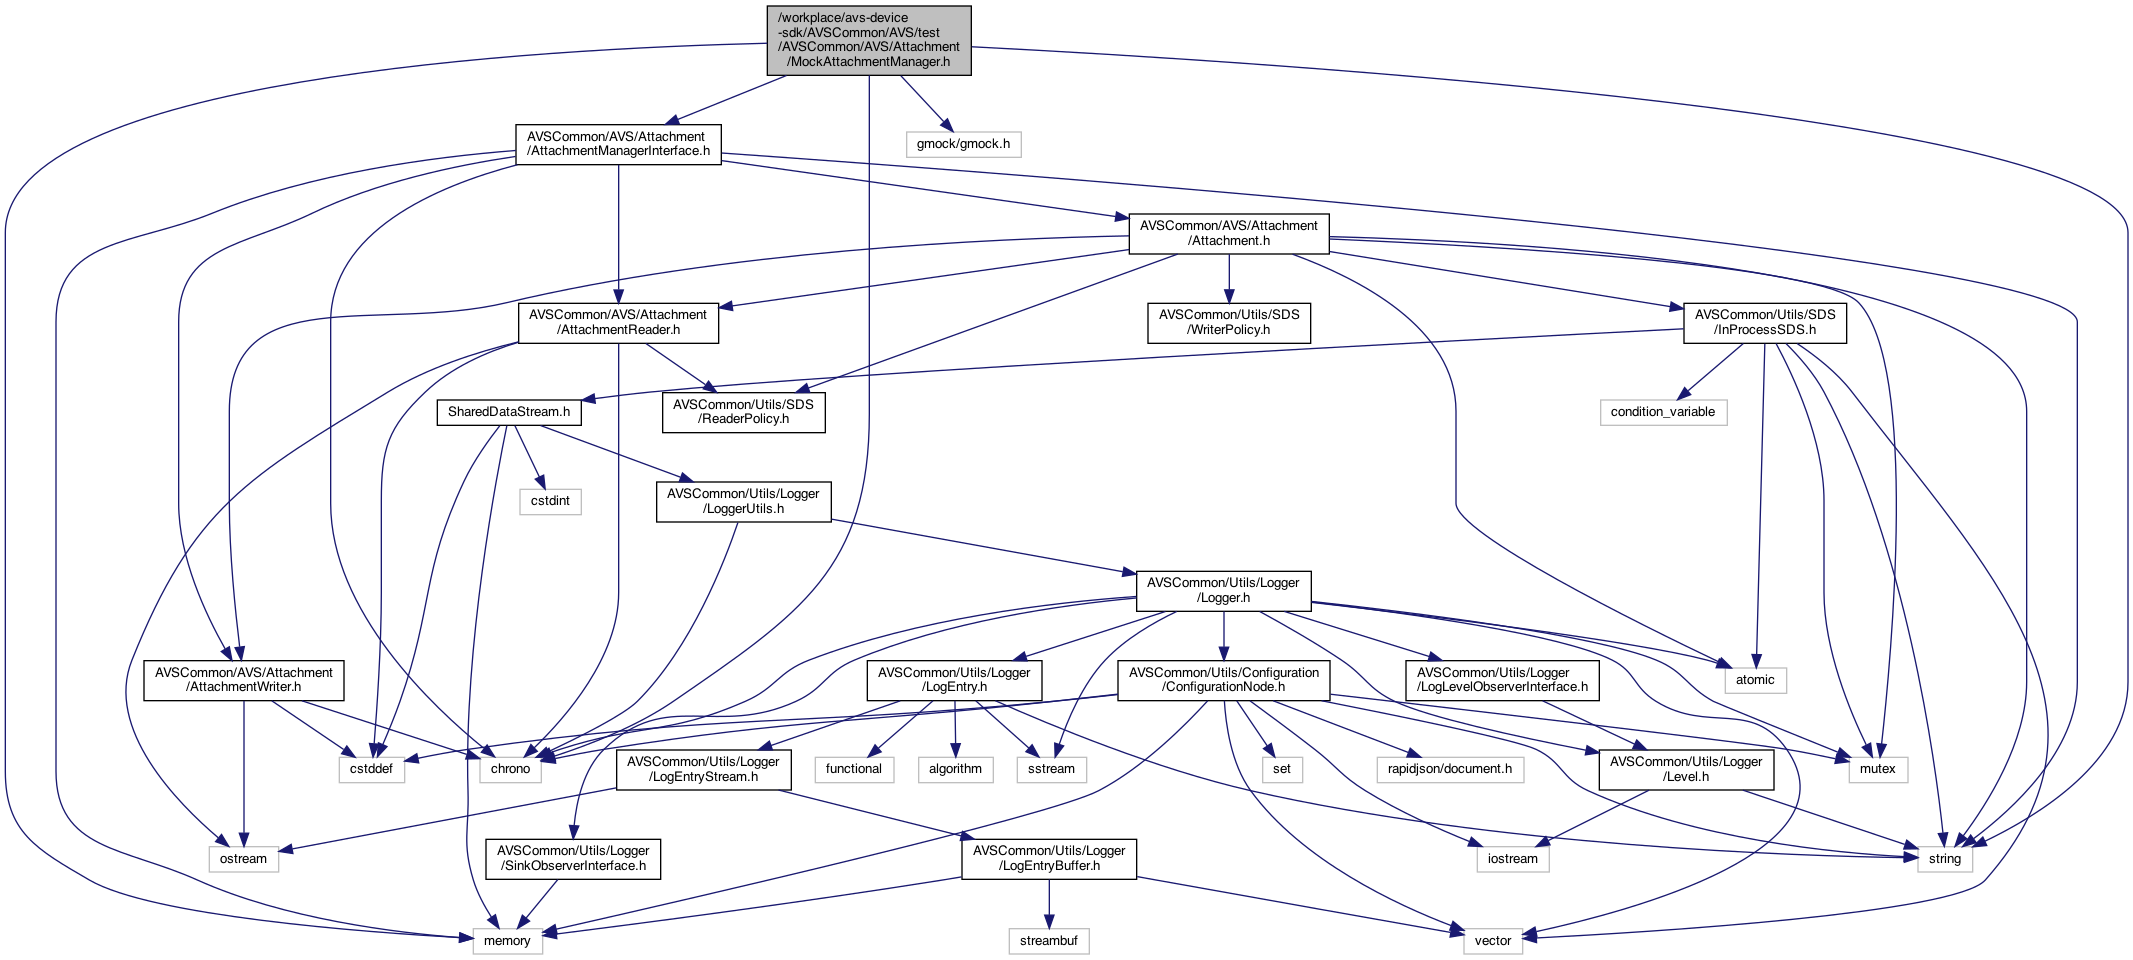 /workplace/avs-device
-sdk/AVSCommon/AVS/test
/AVSCommon/AVS/Attachment
/MockAttachmentManager.h
AVSCommon/AVS/Attachment
/AttachmentManagerInterface.h
gmock/gmock.h
AVSCommon/AVS/Attachment
/Attachment.h
AVSCommon/AVS/Attachment
/AttachmentReader.h
AVSCommon/Utils/SDS
/WriterPolicy.h
AVSCommon/Utils/SDS
/InProcessSDS.h
SharedDataStream.h
AVSCommon/Utils/SDS
/ReaderPolicy.h
condition_variable
cstdint
AVSCommon/Utils/Logger
/LoggerUtils.h
AVSCommon/Utils/Logger
/Logger.h
AVSCommon/AVS/Attachment
/AttachmentWriter.h
AVSCommon/Utils/Logger
/LogEntry.h
AVSCommon/Utils/Configuration
/ConfigurationNode.h
AVSCommon/Utils/Logger
/LogLevelObserverInterface.h
atomic
cstddef
chrono
AVSCommon/Utils/Logger
/LogEntryStream.h
functional
algorithm
sstream
set
rapidjson/document.h
AVSCommon/Utils/Logger
/Level.h
mutex
ostream
AVSCommon/Utils/Logger
/SinkObserverInterface.h
AVSCommon/Utils/Logger
/LogEntryBuffer.h
iostream
string
memory
streambuf
vector